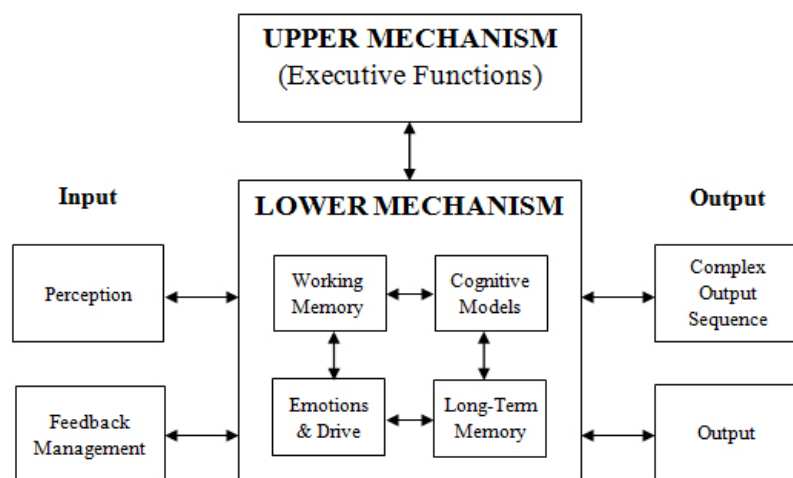 UPPER MECHANISM
(Executive Functions)
Input
LOWER MECHANISM
Output
Perception
Working
Memory
Cognitive
Models
Complex
Output
Sequence
Feedback
Management
Emotions
& Drive
Long-Term
Memory
Output